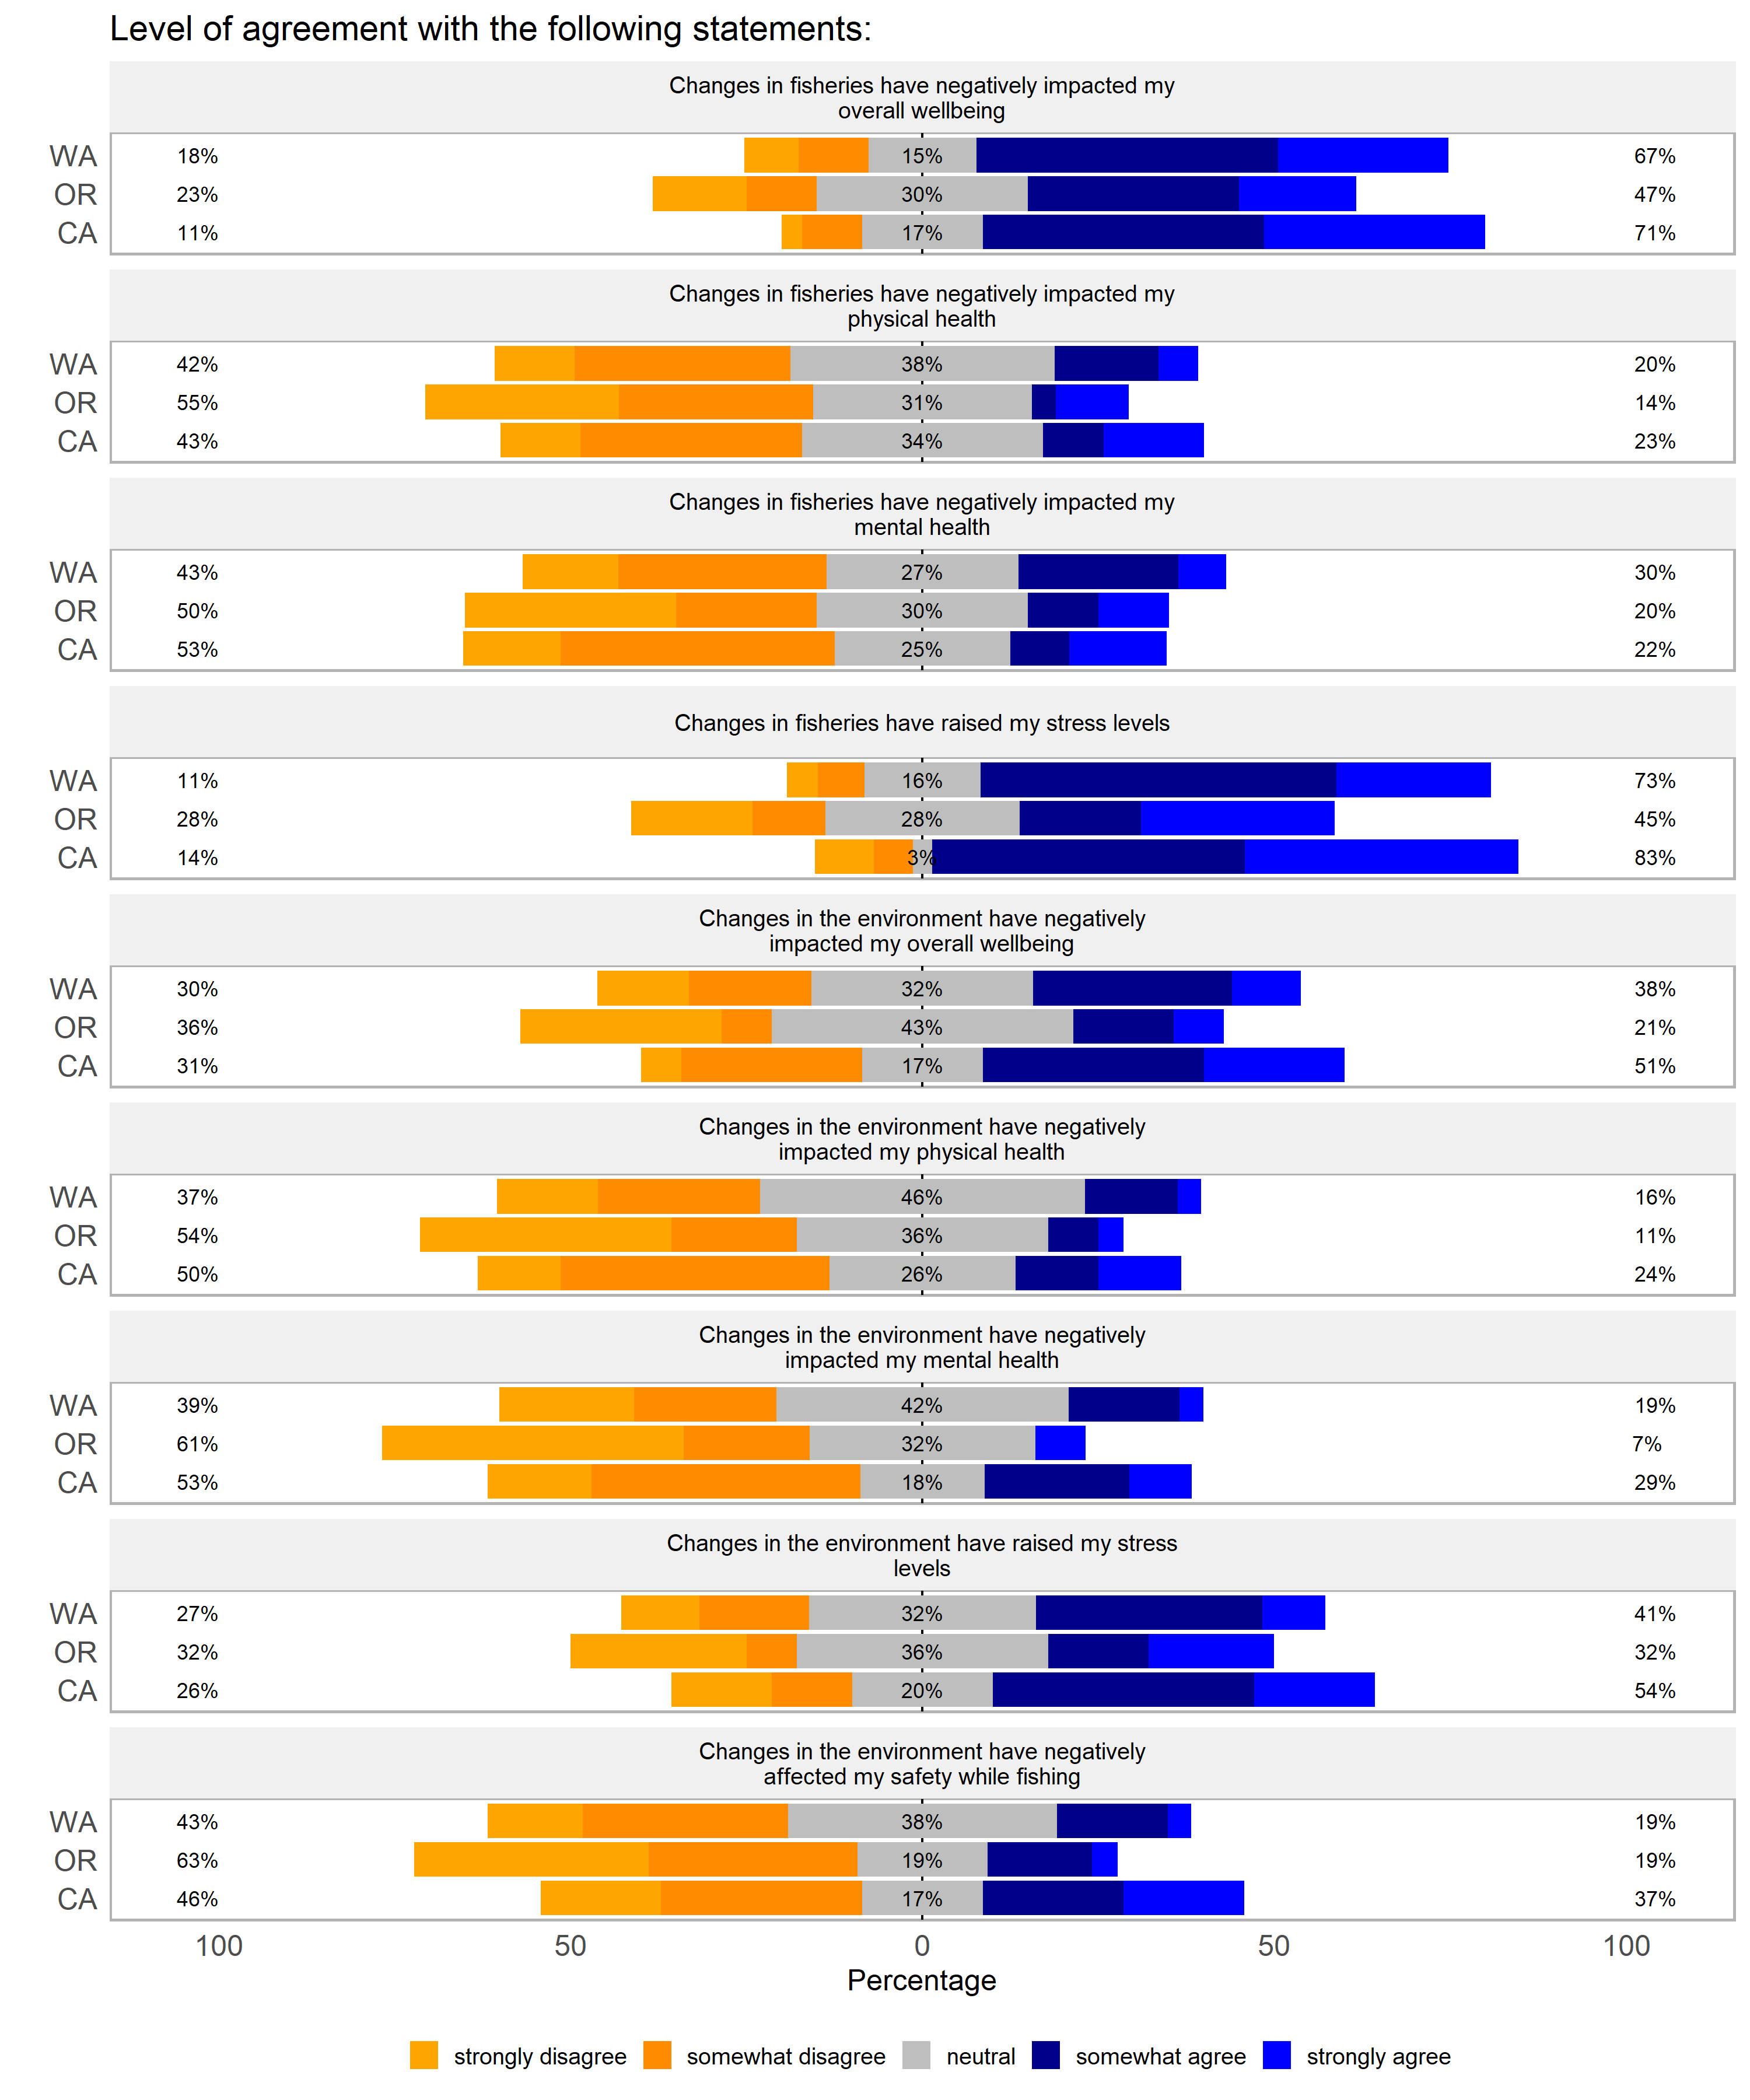 Level of agreement with the following statements:
Changes in fisheries have negatively impacted my
overall wellbeing
WA 18% 15% 67%
OR 23% 30% 47%
CA 11% 17% 71%
Changes in fisheries have negatively impacted my
physical health
WA 42% 38% 20%
OR 55% 31% 14%
CA 43% 34% 23%
Changes in fisheries have negatively impacted my
mental health
WA 43% 27% 30%
OR 50% 30% 20%
CA 53% 25% 22%
Changes in fisheries have raised my stress levels
WA 11% 16% 73%
OR 28% 28% 45%
CA 14% 3% 83%
Changes in the environment have negatively
impacted my overall wellbeing
WA 30% 32% 38%
OR 36% 43% 21%
CA 31% 17% 51%
Changes in the environment have negatively
impacted my physical health
WA 37% 46% 16%
OR 54% 36% 11%
CA 50% 26% 24%
Changes in the environment have negatively
impacted my mental health
WA 39% 42% 19%
OR 61% 32% 7%
CA 53% 18% 29%
Changes in the environment have raised my stress
levels
WA 27% 32% 41%
OR 32% 36% 32%
CA 26% 20% 54%
Changes in the environment have negatively
affected my safety while fishing
WA 43% 38% 19%
OR 63% 19% 19%
CA 46% 17% 37%
100 50 0 50 100
Percentage
strongly disagree somewhat disagree neutral somewhat agree strongly agree